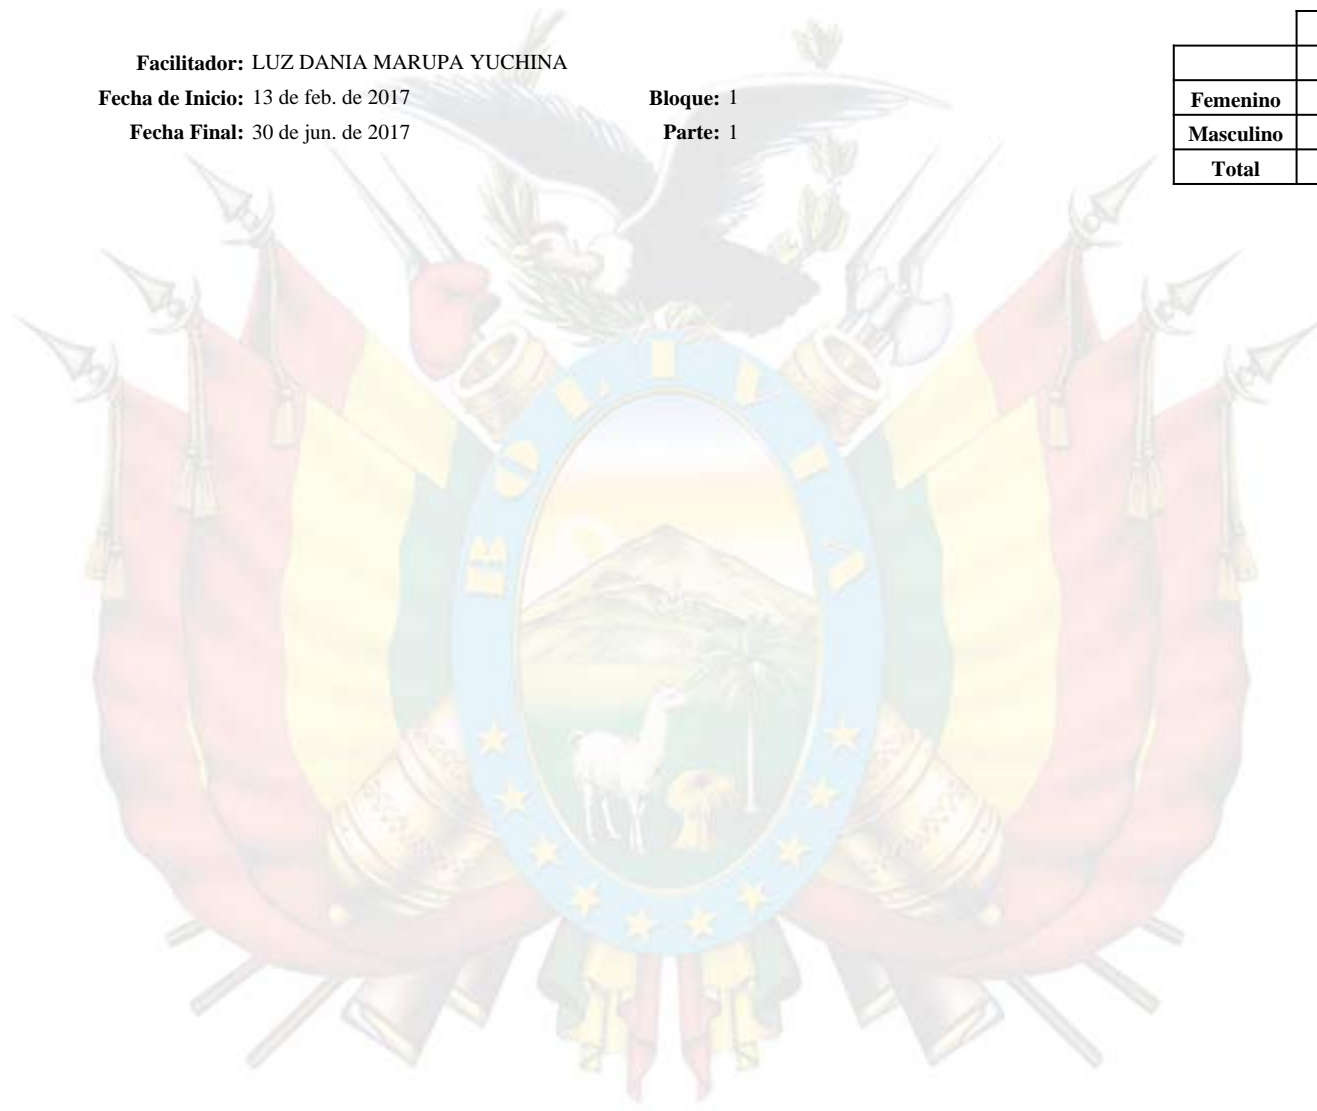 Facilitador: LUZ DANIA MARUPA YUCHINA
Fecha de Inicio: 13 de feb. de 2017 Bloque: 1
Fecha Final: 30 de jun. de 2017 Parte: 1
Femenino
Masculino
Total
BOLIVIA